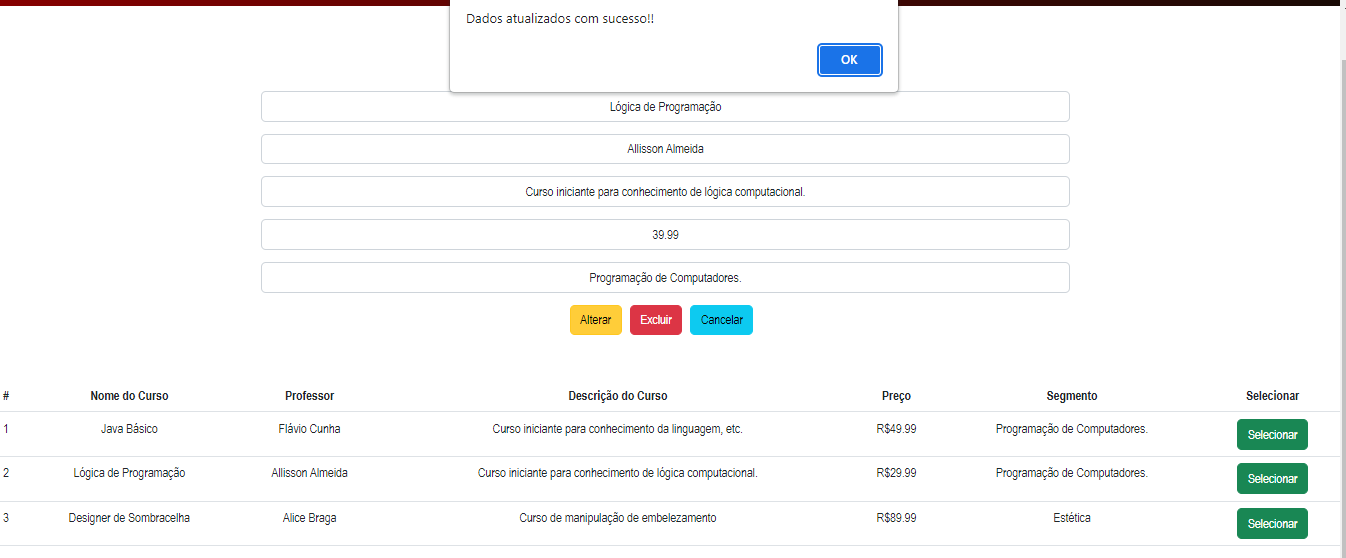 Dados atualizados com sucesso!!
OK
Lógica de Programação
Allisson Almeida
Curso iniciante para conhecimento de lógica computacional.
39.99
Programação de Computadores.
Alterar Excluir Cancelar
# Nome do Curso Professor Descrição do Curso Preço Segmento Selecionar
1 Java Básico Flávio Cunha Curso iniciante para conhecimento da linguagem, etc. R$49.99 Programação de Computadores. Selecionar
2 Lógica de Programação Allisson Almeida Curso iniciante para conhecimento de lógica computacional. R$29.99 Programação de Computadores. Selecionar
3 Designer de Sombracelha Alice Braga Curso de manipulação de embelezamento R$89.99 Estética Selecionar